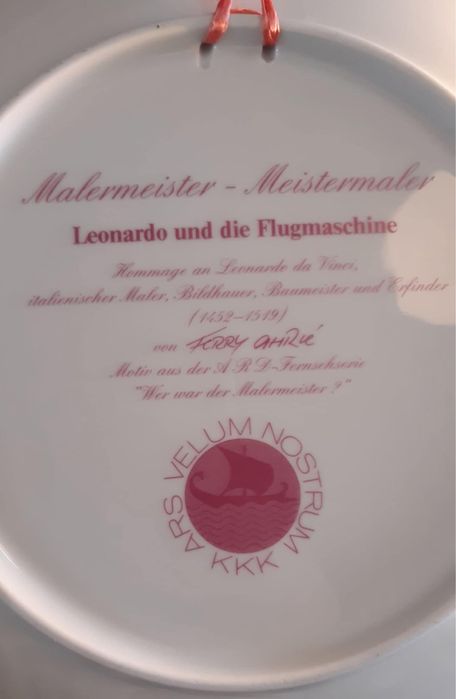 Malermeister - Meistermaler
Leonardo und die Flugmaschine
Hommage an Leonardo da Vinci,
italienischer Maler, Bildhauer, Baumeister und Erfinder
(1452–1519)
von FERRY AHRLÉ
Motiv aus der ARD-Fernsehserie
"Wer war der Malermeister?"
ARS VELUM NOSTRUM
KKK